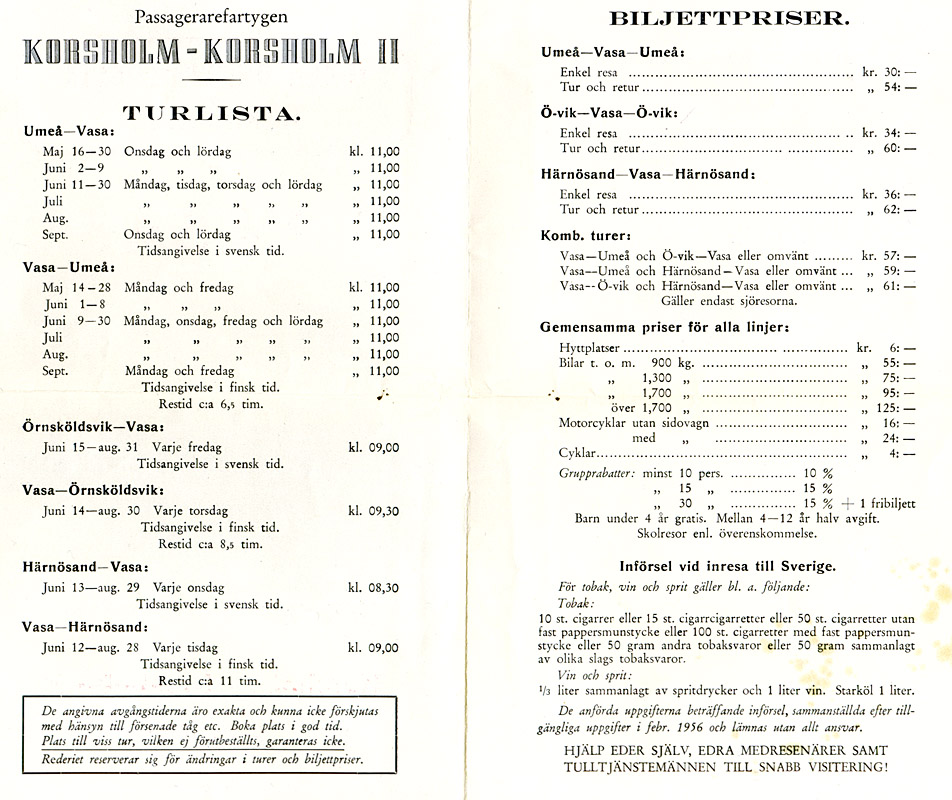 Passagerarefartygen
KORSHOLM - KORSHOLM II
TURLISTA.
Umeå—Vasa:
Maj 16—30 Onsdag och lördag kl. 11,00
Juni 2—9 „ „ „ „ 11,00
Juni 11—30 Måndag, tisdag, torsdag och lördag „ 11,00
Juli „ „ „ „ „ „ 11,00
Aug. „ „ „ „ „ „ 11,00
Sept. Onsdag och lördag „ 11,00
Tidsangivelse i svensk tid.
Vasa—Umeå:
Maj 14—28 Måndag och fredag kl. 11,00
Juni 1—8 „ „ „ „ 11,00
Juni 9—30 Måndag, onsdag, fredag och lördag „ 11,00
Juli „ „ „ „ „ „ 11,00
Aug. „ „ „ „ „ „ 11,00
Sept. Måndag och fredag „ 11,00
Tidsangivelse i finsk tid.
Restid c:a 6,5 tim.
Örnsköldsvik—Vasa:
Juni 15—aug. 31 Varje fredag kl. 09,00
Tidsangivelse i svensk tid.
Vasa—Örnsköldsvik:
Juni 14—aug. 30 Varje torsdag kl. 09,30
Tidsangivelse i finsk tid.
Restid c:a 8,5 tim.
Härnösand—Vasa:
Juni 13—aug. 29 Varje onsdag kl. 08,30
Tidsangivelse i svensk tid.
Vasa—Härnösand:
Juni 12—aug. 28 Varje tisdag kl. 09,00
Tidsangivelse i finsk tid.
Restid c:a 11 tim.
De angivna avgångstiderna äro exakta och kunna icke förskjutas
med hänsyn till försenade tåg etc. Boka plats i god tid.
Plats till viss tur, vilken ej förutbeställts, garanteras icke.
Rederiet reserverar sig för ändringar i turer och biljettpriser.
BILJETTPRISER.
Umeå—Vasa—Umeå:
Enkel resa ........ kr. 30: —
Tur och retur ........ „ 54: —
Ö-vik—Vasa—Ö-vik:
Enkel resa ........ kr. 34: —
Tur och retur ........ „ 60: —
Härnösand—Vasa—Härnösand:
Enkel resa ........ kr. 36: —
Tur och retur ........ „ 62: —
Komb. turer:
Vasa—Umeå och Ö-vik—Vasa eller omvänt ......... kr. 57: —
Vasa—Umeå och Härnösand—Vasa eller omvänt ... „ 59: —
Vasa—Ö-vik och Härnösand—Vasa eller omvänt ... „ 61: —
Gäller endast sjöresorna.
Gemensamma priser för alla linjer:
Hyttplatser ........ kr. 6: —
Bilar t. o. m. 900 kg. ........ „ 55: —
„ 1,300 „ ........ „ 75: —
„ 1,700 „ ........ „ 95: —
över 1,700 „ ........ „ 125: —
Motorcyklar utan sidovagn ........ „ 16: —
med „ ........ „ 24: —
Cyklar ........ „ 4: —
Grupprabatter: minst 10 pers. ........ 10 %
„ 15 „ ........ 15 %
„ 30 „ ........ 15 % + 1 fribiljett
Barn under 4 år gratis. Mellan 4—12 år halv avgift.
Skolresor enl. överenskommelse.
Införsel vid inresa till Sverige.
För tobak, vin och sprit gäller bl. a. följande:
Tobak:
10 st. cigarrer eller 15 st. cigarrcigarretter eller 50 st. cigarretter utan
fast pappersmunstycke eller 100 st. cigarretter med fast pappersmun-
stycke eller 50 gram andra tobaksvaror eller 50 gram sammanlagt
av olika slags tobaksvaror.
Vin och sprit:
1/3 liter sammanlagt av spritdrycker och 1 liter vin. Starköl 1 liter.
De anförda uppgifterna beträffande införsel, sammanställda efter till-
gängliga uppgifter i febr. 1956 och lämnas utan allt ansvar.
HJÄLP EDER SJÄLV, EDRA MEDRESENÄRER SAMT
TULLTJÄNSTEMÄNNEN TILL SNABB VISITERING!